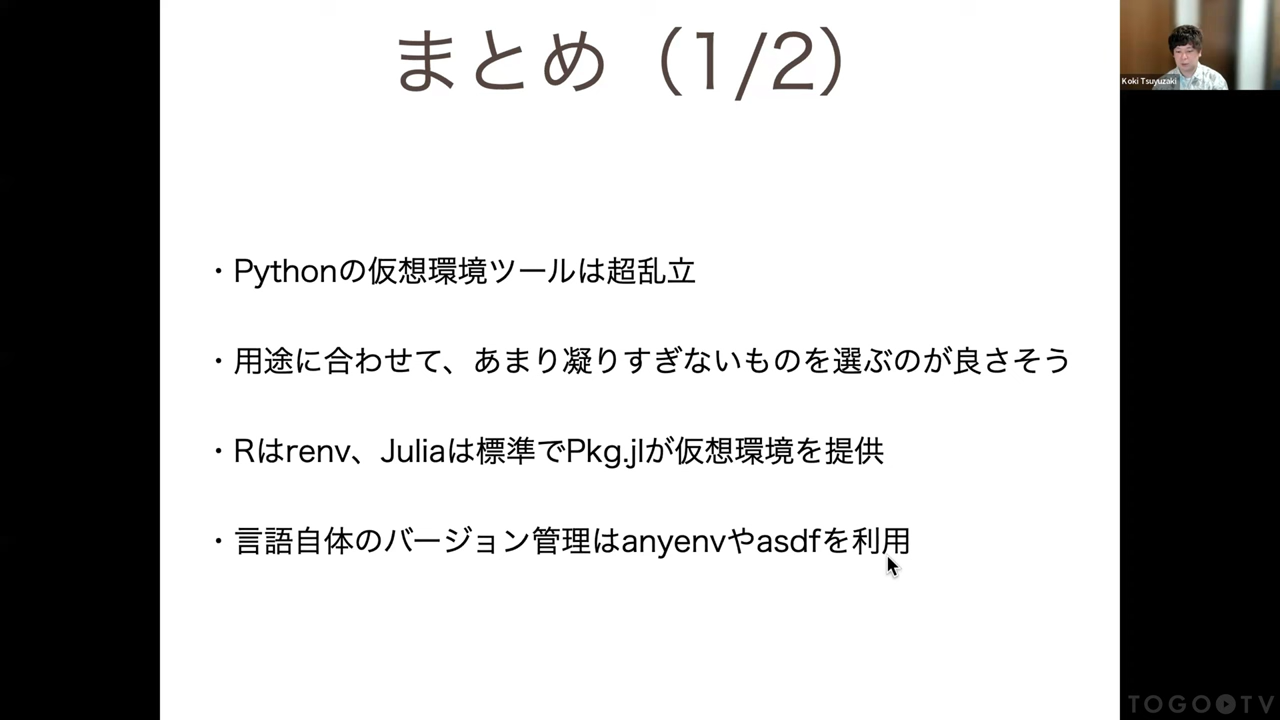 まとめ（1/2）
Koki Tsuyuzaki
・Pythonの仮想環境ツールは超乱立
・用途に合わせて、あまり凝りすぎないものを選ぶのが良さそう
・Rはrenv、Juliaは標準でPkg.jlが仮想環境を提供
・言語自体のバージョン管理はanyenvやasdfを利用
TOGO TV